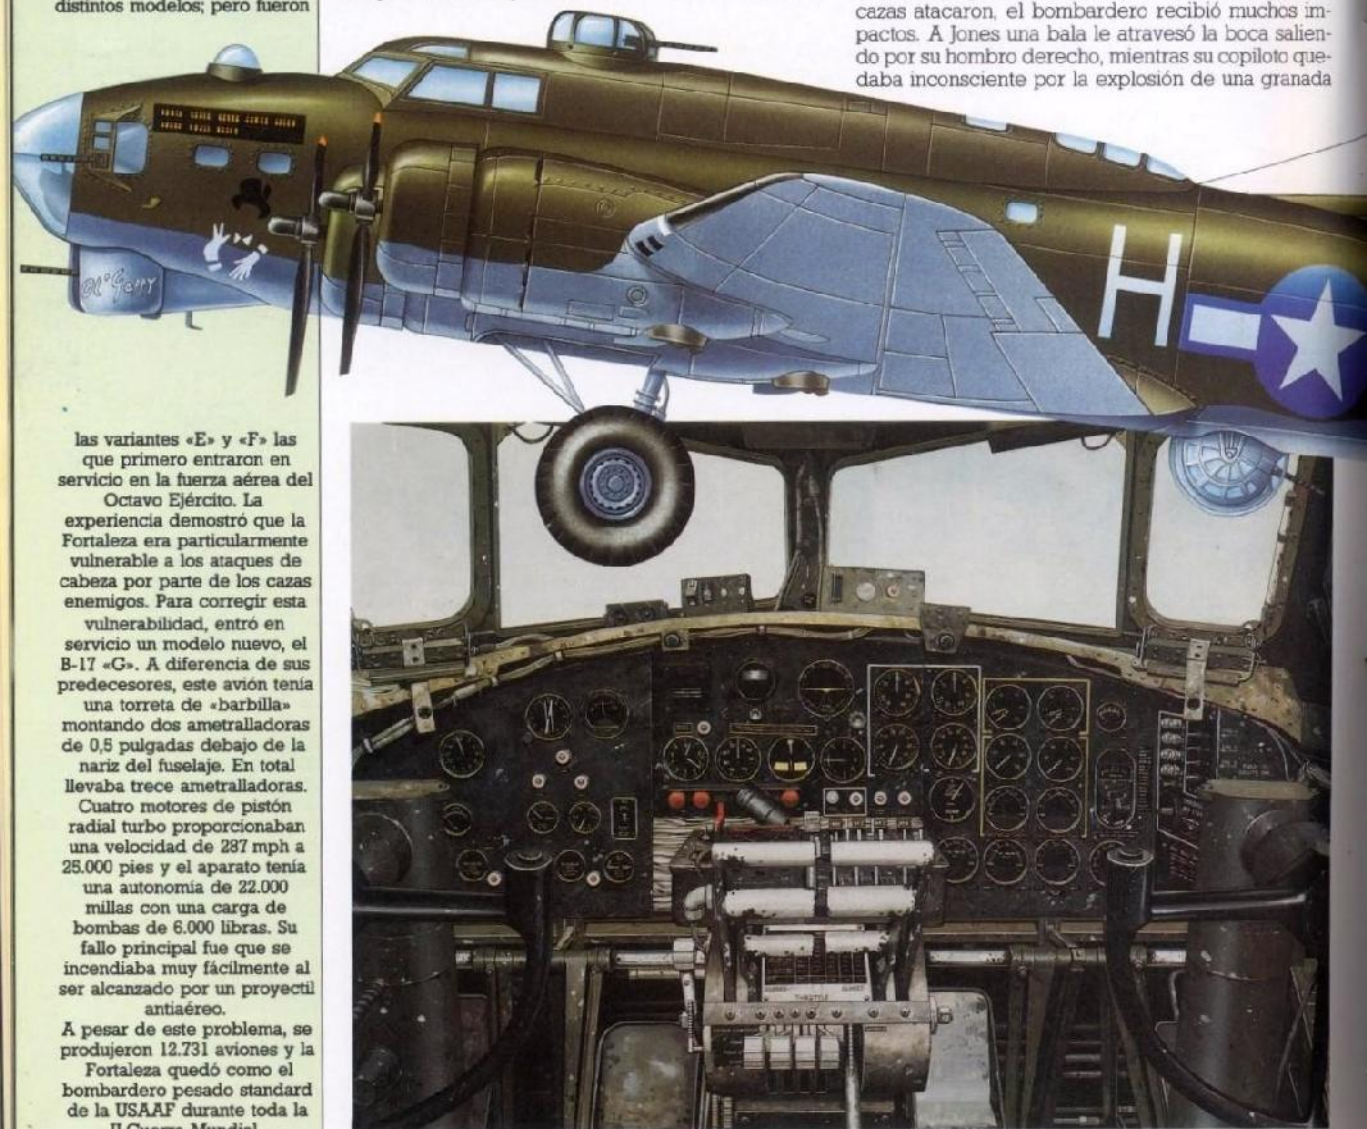 distintos modelos; pero fueron
las variantes «E» y «F» las
que primero entraron en
servicio en la fuerza aérea del
Octavo Ejército. La
experiencia demostró que la
Fortaleza era particularmente
vulnerable a los ataques de
cabeza por parte de los cazas
enemigos. Para corregir esta
vulnerabilidad, entró en
servicio un modelo nuevo, el
B-17 «G». A diferencia de sus
predecesores, este avión tenía
una torreta de «barbilla»
montando dos ametralladoras
de 0,5 pulgadas debajo de la
nariz del fuselaje. En total
llevaba trece ametralladoras.
Cuatro motores de pistón
radial turbo proporcionaban
una velocidad de 287 mph a
25.000 pies y el aparato tenía
una autonomía de 22.000
millas con una carga de
bombas de 6.000 libras. Su
fallo principal fue que se
incendiaba muy fácilmente al
ser alcanzado por un proyectil
antiaéreo.
A pesar de este problema, se
produjeron 12.731 aviones y la
Fortaleza quedó como el
bombardero pesado standard
de la USAAF durante toda la
II Guerra Mundial
cazas atacaron, el bombardero recibió muchos im-
pactos. A Jones una bala le atravesó la boca salien-
do por su hombro derecho, mientras su copiloto que-
daba inconsciente por la explosión de una granada
H
THROTTLE